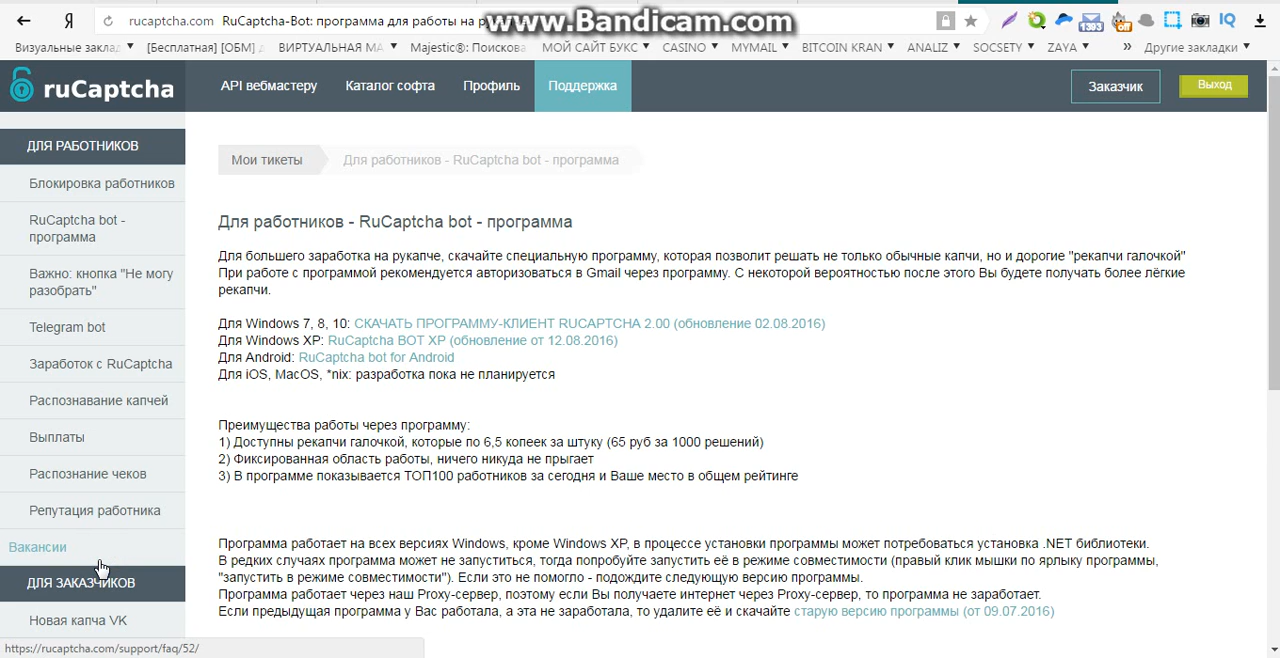 Я
rucaptcha.com RuCaptcha-Bot: программа для работы на
www.Bandicam.com
1393
off
IQ
Визуальные заклад
[Бесплатная] [ОБМ]
ВИРТУАЛЬНАЯ МА
Majestic®: Поискова
МОЙ САЙТ БУКС
CASINO
MYMAIL
BITCOIN KRAN
ANALIZ
SOCSETY
ZAYA
»
Другие закладки
ruCaptcha
API вебмастеру
Каталог софта
Профиль
Поддержка
Заказчик
Выход
ДЛЯ РАБОТНИКОВ
Блокировка работников
RuCaptcha bot -
программа
Важно: кнопка "Не могу
разобрать"
Telegram bot
Заработок с RuCaptcha
Распознавание капчей
Выплаты
Распознание чеков
Репутация работника
Вакансии
ДЛЯ ЗАКАЗЧИКОВ
Новая капча VK
https://rucaptcha.com/support/faq/52/
Мои тикеты
Для работников - RuCaptcha bot - программа
Для работников - RuCaptcha bot - программа
Для большего заработка на рукапче, скачайте специальную программу, которая позволит решать не только обычные капчи, но и дорогие "рекапчи галочкой"
При работе с программой рекомендуется авторизоваться в Gmail через программу. С некоторой вероятностью после этого Вы будете получать более лёгкие
рекапчи.
Для Windows 7, 8, 10: СКАЧАТЬ ПРОГРАММУ-КЛИЕНТ RUCAPTCHA 2.00 (обновление 02.08.2016)
Для Windows XP: RuCaptcha BOT XP (обновление от 12.08.2016)
Для Android: RuCaptcha bot for Android
Для iOS, MacOS, *nix: разработка пока не планируется
Преимущества работы через программу:
1) Доступны рекапчи галочкой, которые по 6,5 копеек за штуку (65 руб за 1000 решений)
2) Фиксированная область работы, ничего никуда не прыгает
3) В программе показывается ТОП100 работников за сегодня и Ваше место в общем рейтинге
Программа работает на всех версиях Windows, кроме Windows XP, в процессе установки программы может потребоваться установка .NET библиотеки.
В редких случаях программа может не запуститься, тогда попробуйте запустить её в режиме совместимости (правый клик мышки по ярлыку программы,
"запустить в режиме совместимости"). Если это не помогло - подождите следующую версию программы.
Программа работает через наш Proxy-сервер, поэтому если Вы получаете интернет через Proxy-сервер, то программа не заработает.
Если предыдущая программа у Вас работала, а эта не заработала, то удалите её и скачайте старую версию программы (от 09.07.2016)